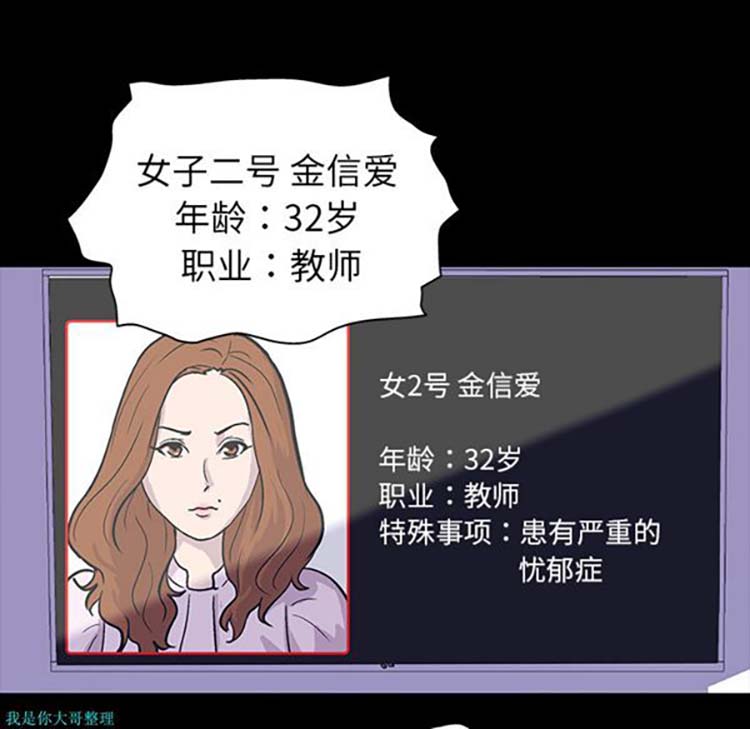 女子二号 金信爱
年龄：32岁
职业：教师
女2号 金信爱
年龄：32岁
职业：教师
特殊事项：患有严重的
忧郁症
我是你大哥整理